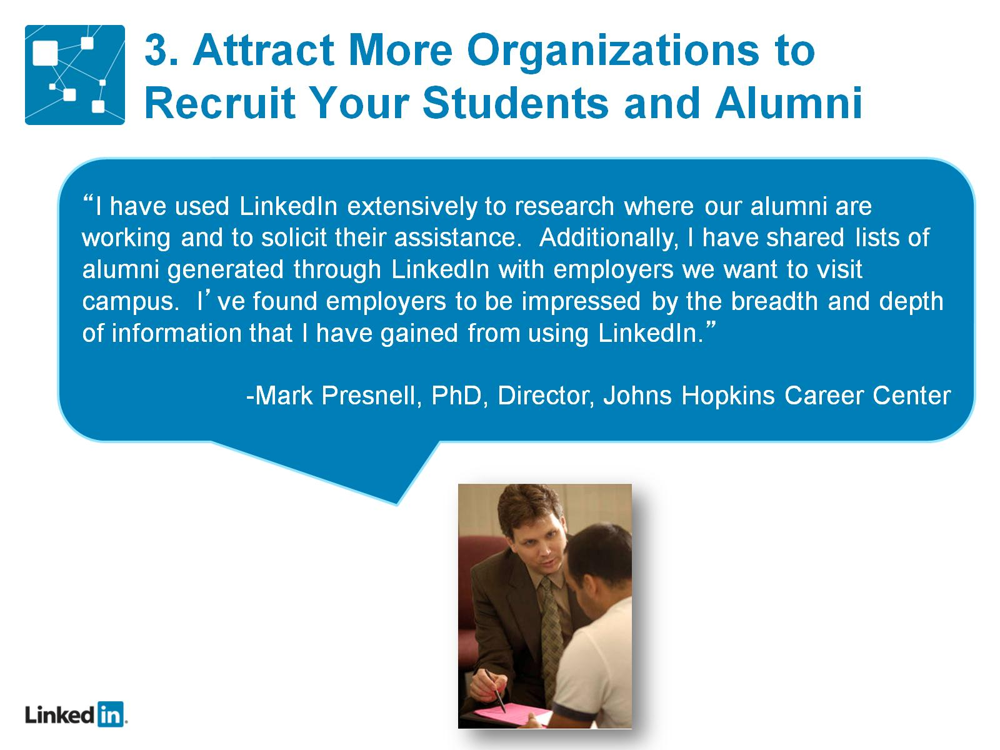 3. Attract More Organizations to
Recruit Your Students and Alumni
“I have used LinkedIn extensively to research where our alumni are
working and to solicit their assistance.  Additionally, I have shared lists of
alumni generated through LinkedIn with employers we want to visit
campus.  I’ve found employers to be impressed by the breadth and depth
of information that I have gained from using LinkedIn.”
-Mark Presnell, PhD, Director, Johns Hopkins Career Center
Linked in.